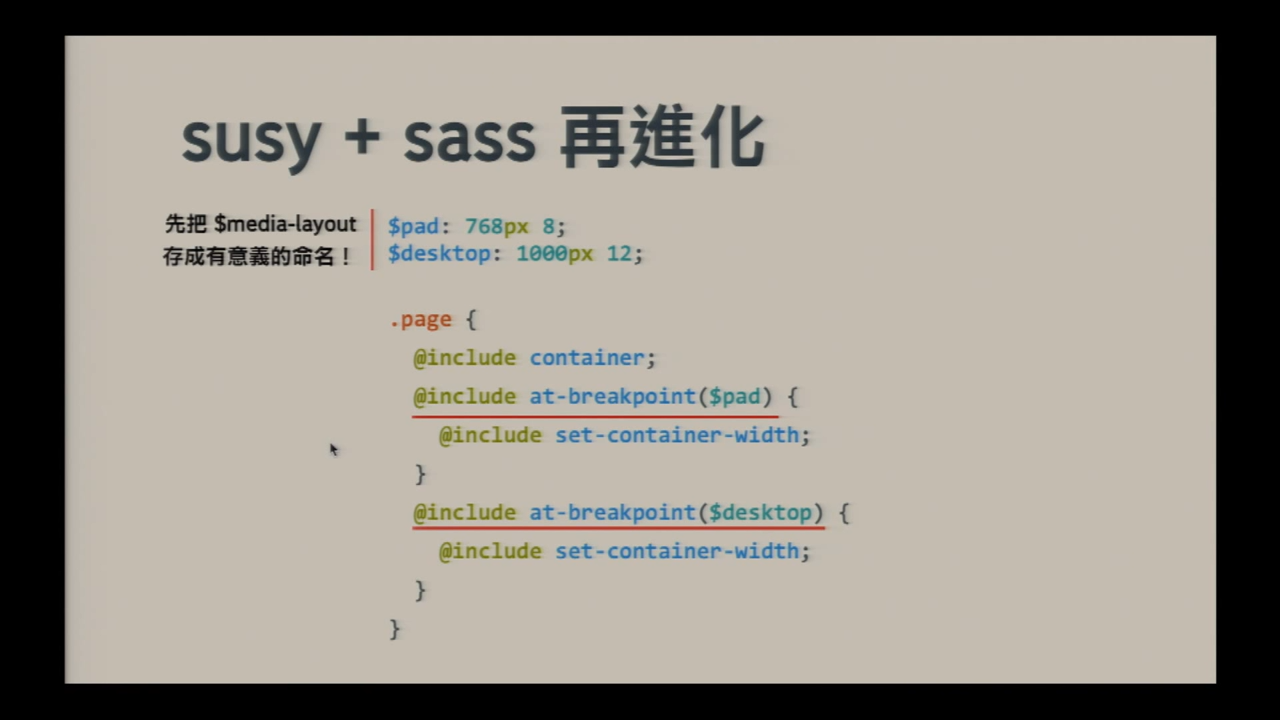 susy + sass 再進化
先把 $media-layout
存成有意義的命名！
$pad: 768px 8;
$desktop: 1000px 12;
.page {
@include container;
@include at-breakpoint($pad) {
@include set-container-width;
}
@include at-breakpoint($desktop) {
@include set-container-width;
}
}